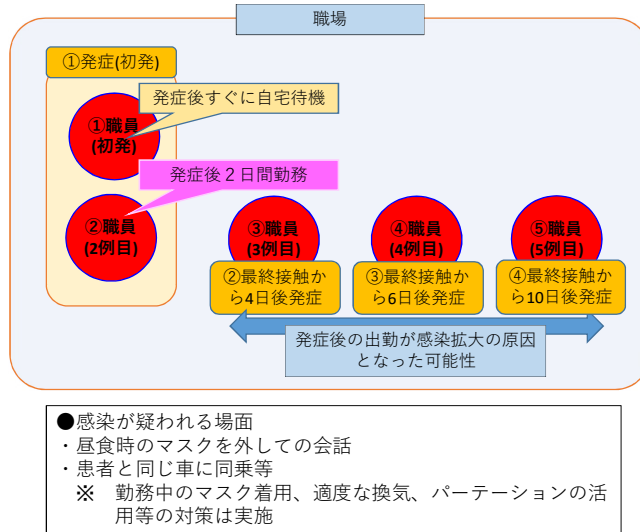 職場
①発症(初発)
発症後すぐに自宅待機
①職員
(初発)
発症後２日間勤務
②職員
(2例目)
③職員
(3例目)
④職員
(4例目)
⑤職員
(5例目)
②最終接触か
ら4日後発症
③最終接触か
ら6日後発症
④最終接触か
ら10日後発症
発症後の出勤が感染拡大の原因
となった可能性
●感染が疑われる場面
・昼食時のマスクを外しての会話
・患者と同じ車に同乗等
※　勤務中のマスク着用、適度な換気、パーテーションの活
用等の対策は実施